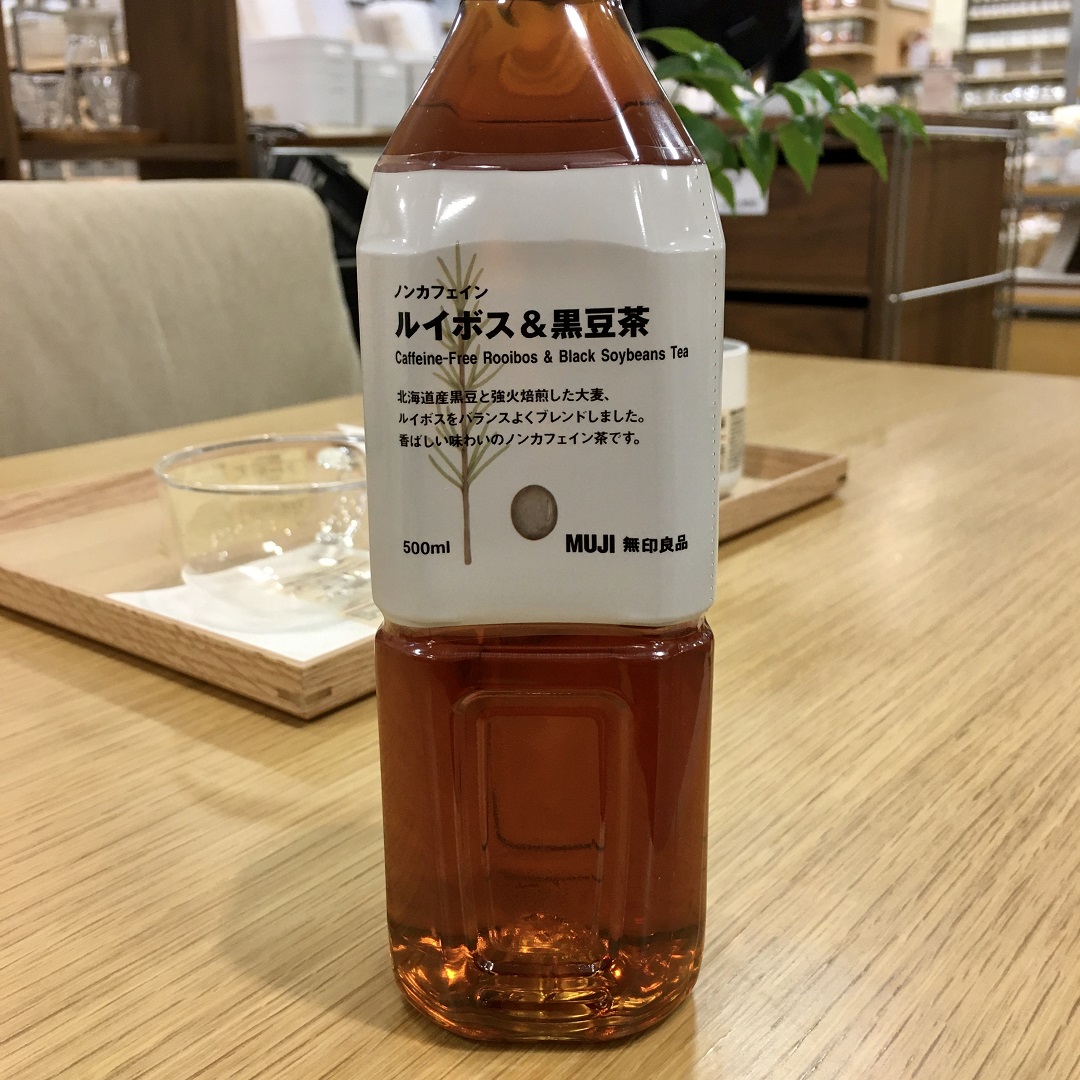 ノンカフェイン
ルイボス＆黒豆茶
Caffeine-Free Rooibos & Black Soybeans Tea
北海道産黒豆と強火焙煎した大麦、
ルイボスをバランスよくブレンドしました。
香ばしい味わいのノンカフェイン茶です。
500ml
MUJI 無印良品